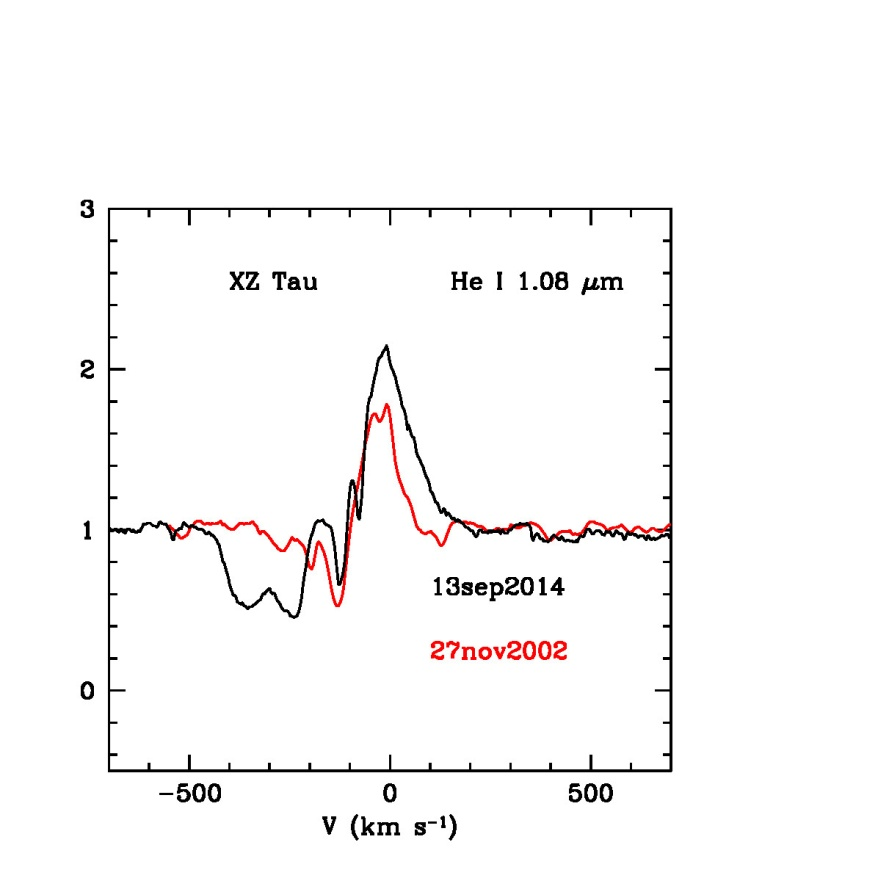 3
XZ Tau He I 1.08 μm
2
1
13sep2014
27nov2002
0
−500 0 500
V (km s⁻¹)